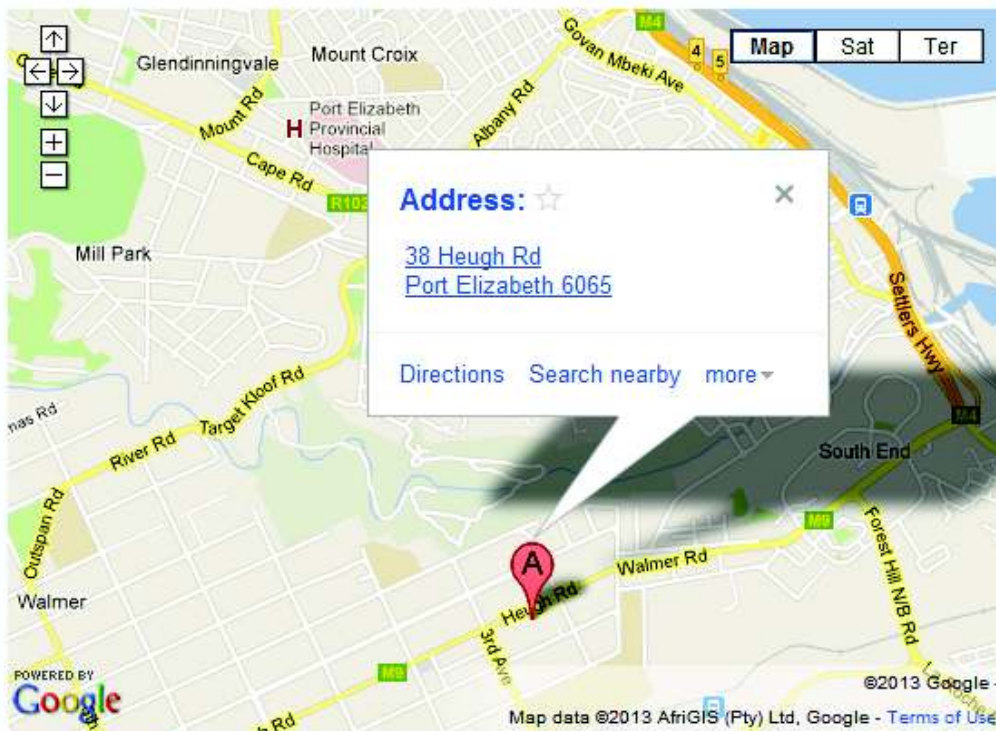 M4
4
5
Map
Sat
Ter
Govan Mbeki Ave
Glendinningvale
Mount Croix
Mount Rd
H
Port Elizabeth
Provincial
Hospital
Albany Rd
Cape Rd
R102
Address:
38 Heugh Rd
Port Elizabeth 6065
Directions
Search nearby
more
Mill Park
Settlers Hwy
M4
Target Kloof Rd
River Rd
South End
M9
Outspan Rd
Walmer Rd
Forest Hill N/B Rd
A
Heugh Rd
Walmer
3rd Ave
M9
POWERED BY
Google
Rd
©2013 Google -
Map data ©2013 AfriGIS (Pty) Ltd, Google - Terms of Use